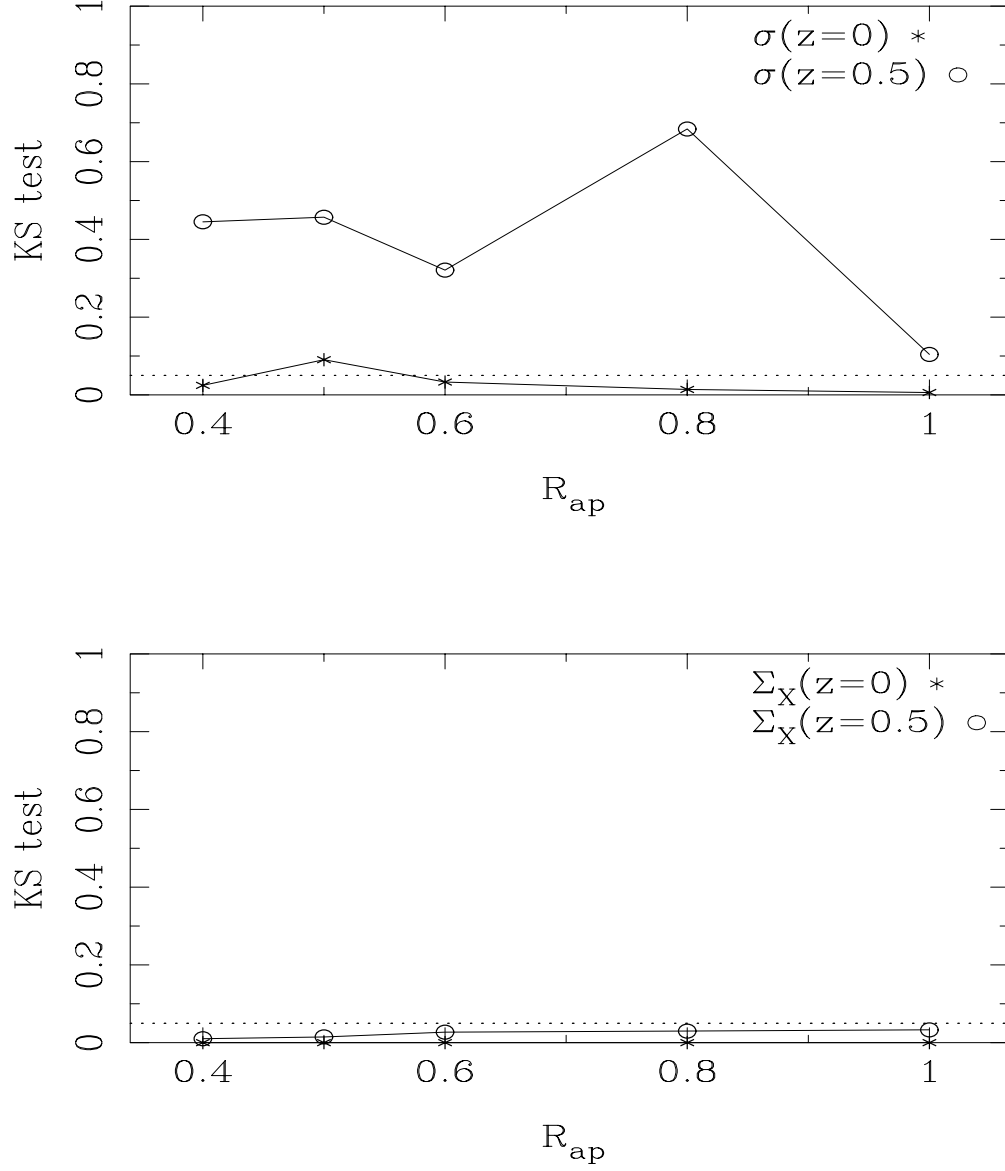 σ(z=0) *
σ(z=0.5) ○
KS test
0 0.2 0.4 0.6 0.8 1
0.4 0.6 0.8 1
R_ap
Σ_X(z=0) *
Σ_X(z=0.5) ○
KS test
0 0.2 0.4 0.6 0.8 1
0.4 0.6 0.8 1
R_ap